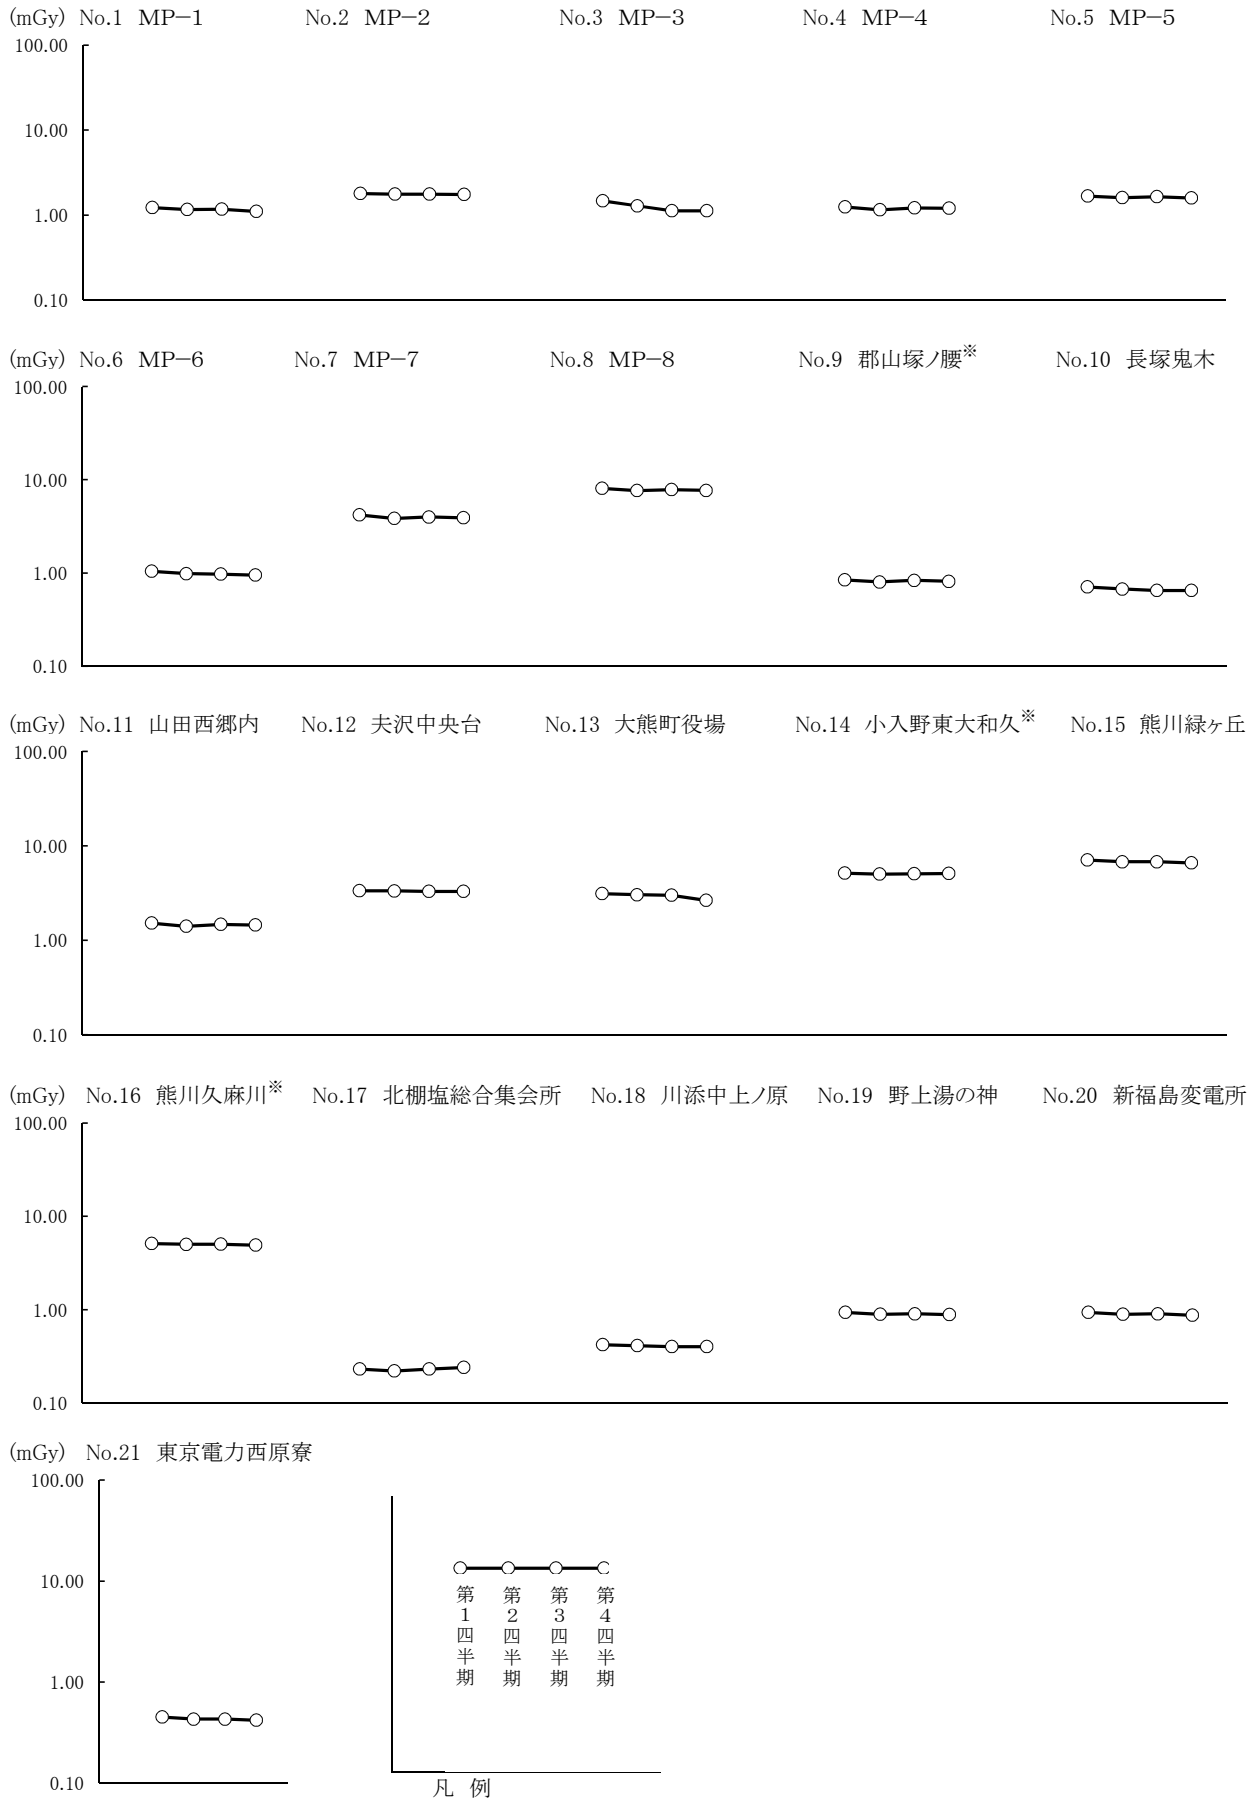 (mGy) No.1 MP−1 No.2 MP−2 No.3 MP−3 No.4 MP−4 No.5 MP−5
100.00
10.00
1.00
0.10
(mGy) No.6 MP−6 No.7 MP−7 No.8 MP−8 No.9 郡山塚ノ腰※ No.10 長塚鬼木
100.00
10.00
1.00
0.10
(mGy) No.11 山田西郷内 No.12 夫沢中央台 No.13 大熊町役場 No.14 小入野東大和久※ No.15 熊川緑ヶ丘
100.00
10.00
1.00
0.10
(mGy) No.16 熊川久麻川※ No.17 北棚塩総合集会所 No.18 川添中上ノ原 No.19 野上湯の神 No.20 新福島変電所
100.00
10.00
1.00
0.10
(mGy) No.21 東京電力西原寮
100.00
10.00
1.00
0.10
第1四半期
第2四半期
第3四半期
第4四半期
凡 例